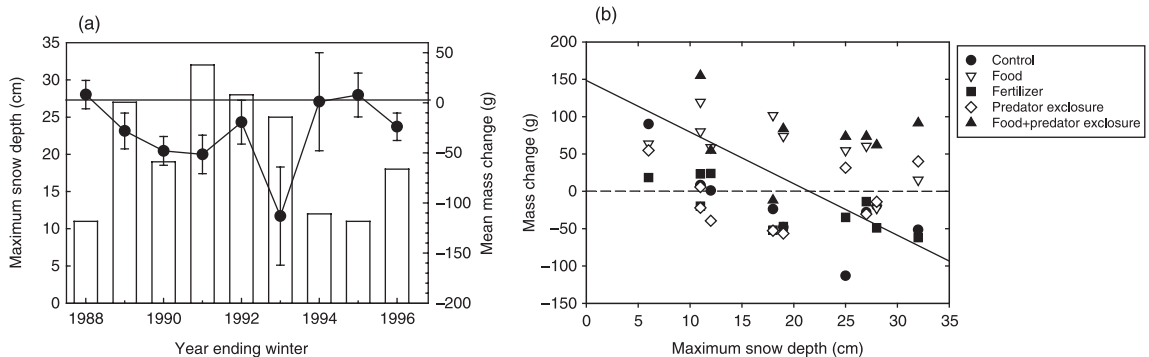 (a)
35
30
25
20
15
10
5
0
Maximum snow depth (cm)
1988
1990
1992
1994
1996
Year ending winter
50
0
−50
−100
−150
−200
Mean mass change (g)
(b)
200
150
100
50
0
−50
−100
−150
Mass change (g)
0
5
10
15
20
25
30
35
Maximum snow depth (cm)
Control
Food
Fertilizer
Predator exclosure
Food+predator exclosure